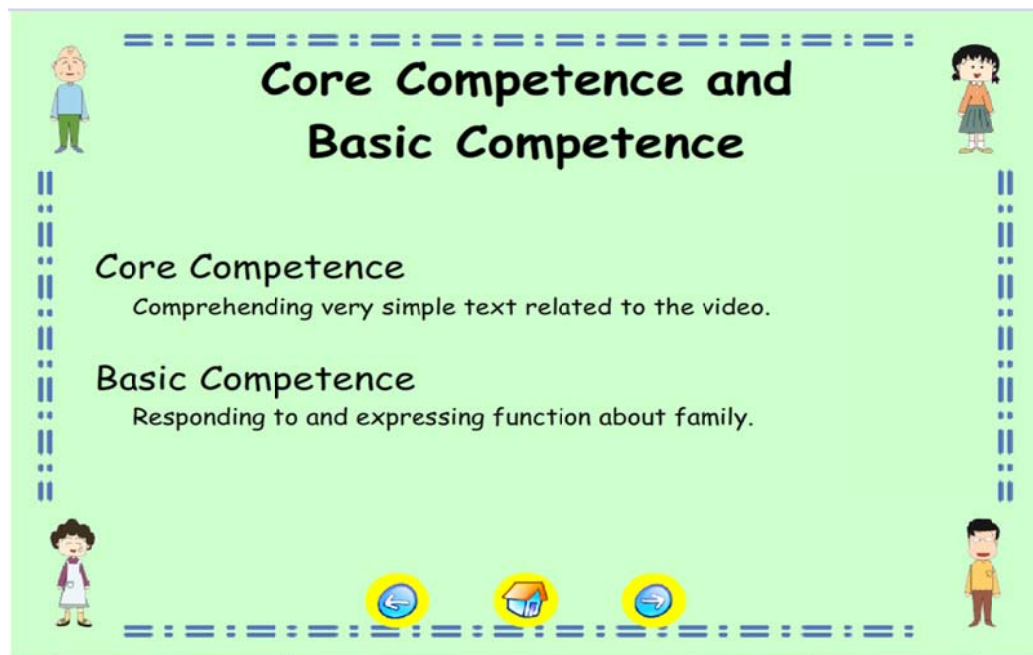 Core Competence and
Basic Competence
Core Competence
Comprehending very simple text related to the video.
Basic Competence
Responding to and expressing function about family.